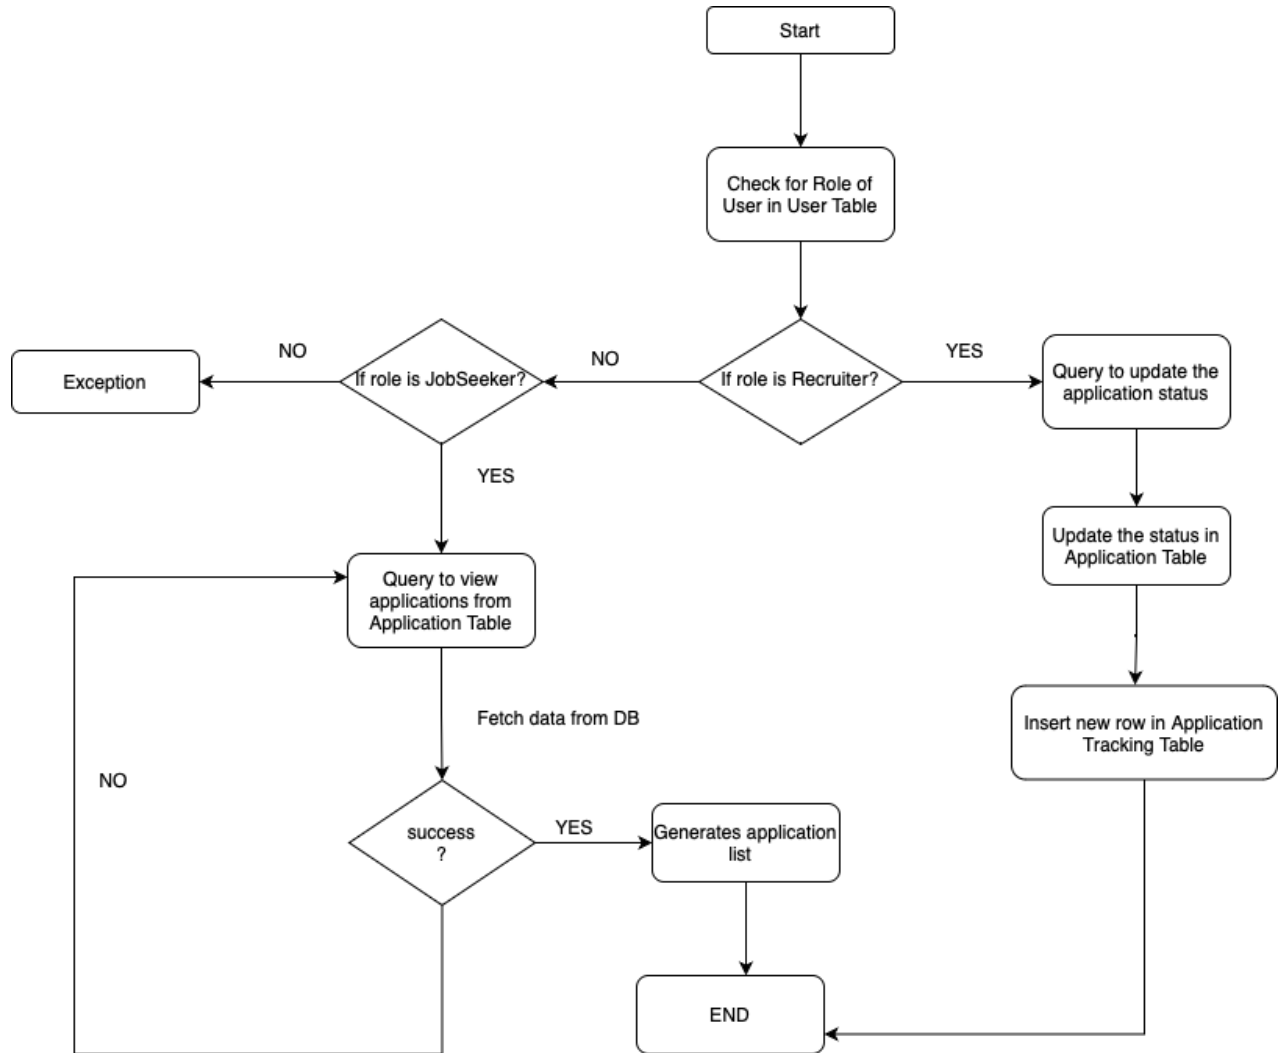 Start
Check for Role of
User in User Table
NO
If role is JobSeeker?
NO
If role is Recruiter?
YES
Exception
Query to update the
application status
YES
Update the status in
Application Table
Query to view
applications from
Application Table
Fetch data from DB
Insert new row in Application
Tracking Table
NO
success
?
YES
Generates application
list
END